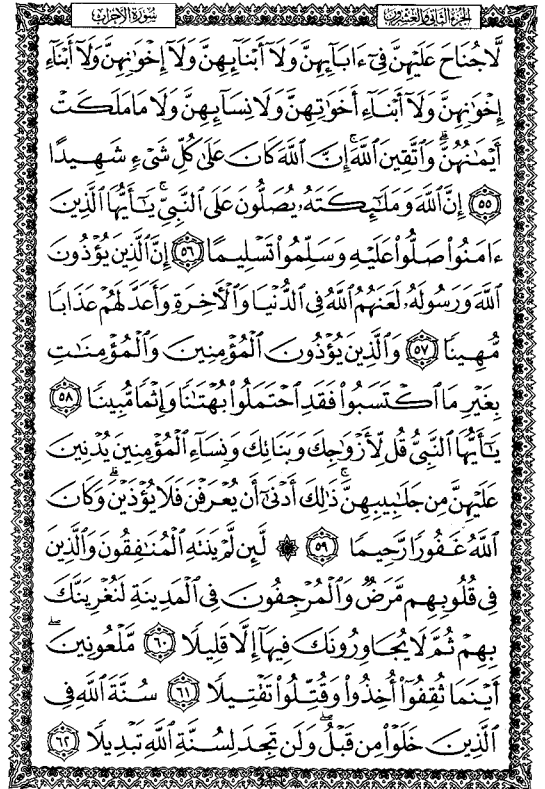 الجزء الثاني والعشرون سورة الأحزاب
لَّا جُنَاحَ عَلَيْهِنَّ فِىٓ ءَابَآئِهِنَّ وَلَآ أَبْنَآئِهِنَّ وَلَآ إِخْوَٰنِهِنَّ وَلَآ أَبْنَآءِ
إِخْوَٰنِهِنَّ وَلَآ أَبْنَآءِ أَخَوَٰتِهِنَّ وَلَا نِسَآئِهِنَّ وَلَا مَا مَلَكَتْ
أَيْمَٰنُهُنَّ ۗ وَٱتَّقِينَ ٱللَّهَ ۚ إِنَّ ٱللَّهَ كَانَ عَلَىٰ كُلِّ شَىْءٍ شَهِيدًا
٥٥ إِنَّ ٱللَّهَ وَمَلَٰٓئِكَتَهُۥ يُصَلُّونَ عَلَى ٱلنَّبِىِّ ۚ يَٰٓأَيُّهَا ٱلَّذِينَ
ءَامَنُوا۟ صَلُّوا۟ عَلَيْهِ وَسَلِّمُوا۟ تَسْلِيمًا ٥٦ إِنَّ ٱلَّذِينَ يُؤْذُونَ
ٱللَّهَ وَرَسُولَهُۥ لَعَنَهُمُ ٱللَّهُ فِى ٱلدُّنْيَا وَٱلْءَاخِرَةِ وَأَعَدَّ لَهُمْ عَذَابًا
مُّهِينًا ٥٧ وَٱلَّذِينَ يُؤْذُونَ ٱلْمُؤْمِنِينَ وَٱلْمُؤْمِنَٰتِ
بِغَيْرِ مَا ٱكْتَسَبُوا۟ فَقَدِ ٱحْتَمَلُوا۟ بُهْتَٰنًا وَإِثْمًا مُّبِينًا ٥٨
يَٰٓأَيُّهَا ٱلنَّبِىُّ قُل لِّأَزْوَٰجِكَ وَبَنَاتِكَ وَنِسَآءِ ٱلْمُؤْمِنِينَ يُدْنِينَ
عَلَيْهِنَّ مِن جَلَٰبِيبِهِنَّ ۚ ذَٰلِكَ أَدْنَىٰٓ أَن يُعْرَفْنَ فَلَا يُؤْذَيْنَ ۗ وَكَانَ
ٱللَّهُ غَفُورًا رَّحِيمًا ٥٩ ۞ لَّئِن لَّمْ يَنتَهِ ٱلْمُنَٰفِقُونَ وَٱلَّذِينَ
فِى قُلُوبِهِم مَّرَضٌ وَٱلْمُرْجِفُونَ فِى ٱلْمَدِينَةِ لَنُغْرِيَنَّكَ
بِهِمْ ثُمَّ لَا يُجَاوِرُونَكَ فِيهَآ إِلَّا قَلِيلًا ٦٠ مَّلْعُونِينَ ۖ
أَيْنَمَا ثُقِفُوٓا۟ أُخِذُوا۟ وَقُتِّلُوا۟ تَقْتِيلًا ٦١ سُنَّةَ ٱللَّهِ فِى
ٱلَّذِينَ خَلَوْا۟ مِن قَبْلُ ۖ وَلَن تَجِدَ لِسُنَّةِ ٱللَّهِ تَبْدِيلًا ٦٢